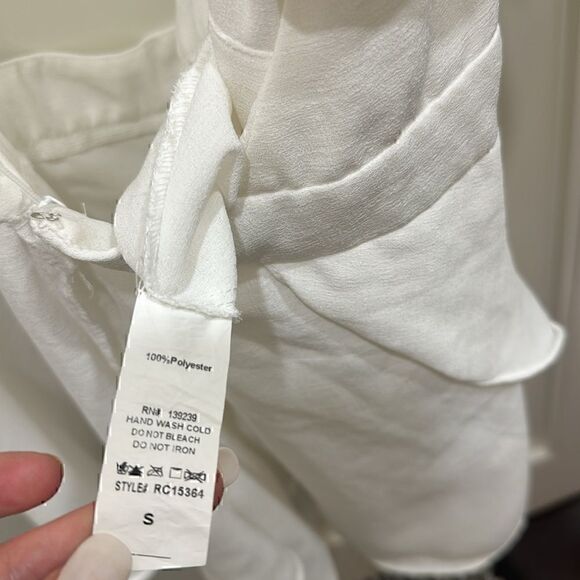 100%Polyester
RN# 139239
HAND WASH COLD
DO NOT BLEACH
DO NOT IRON
STYLE# RC15364
S